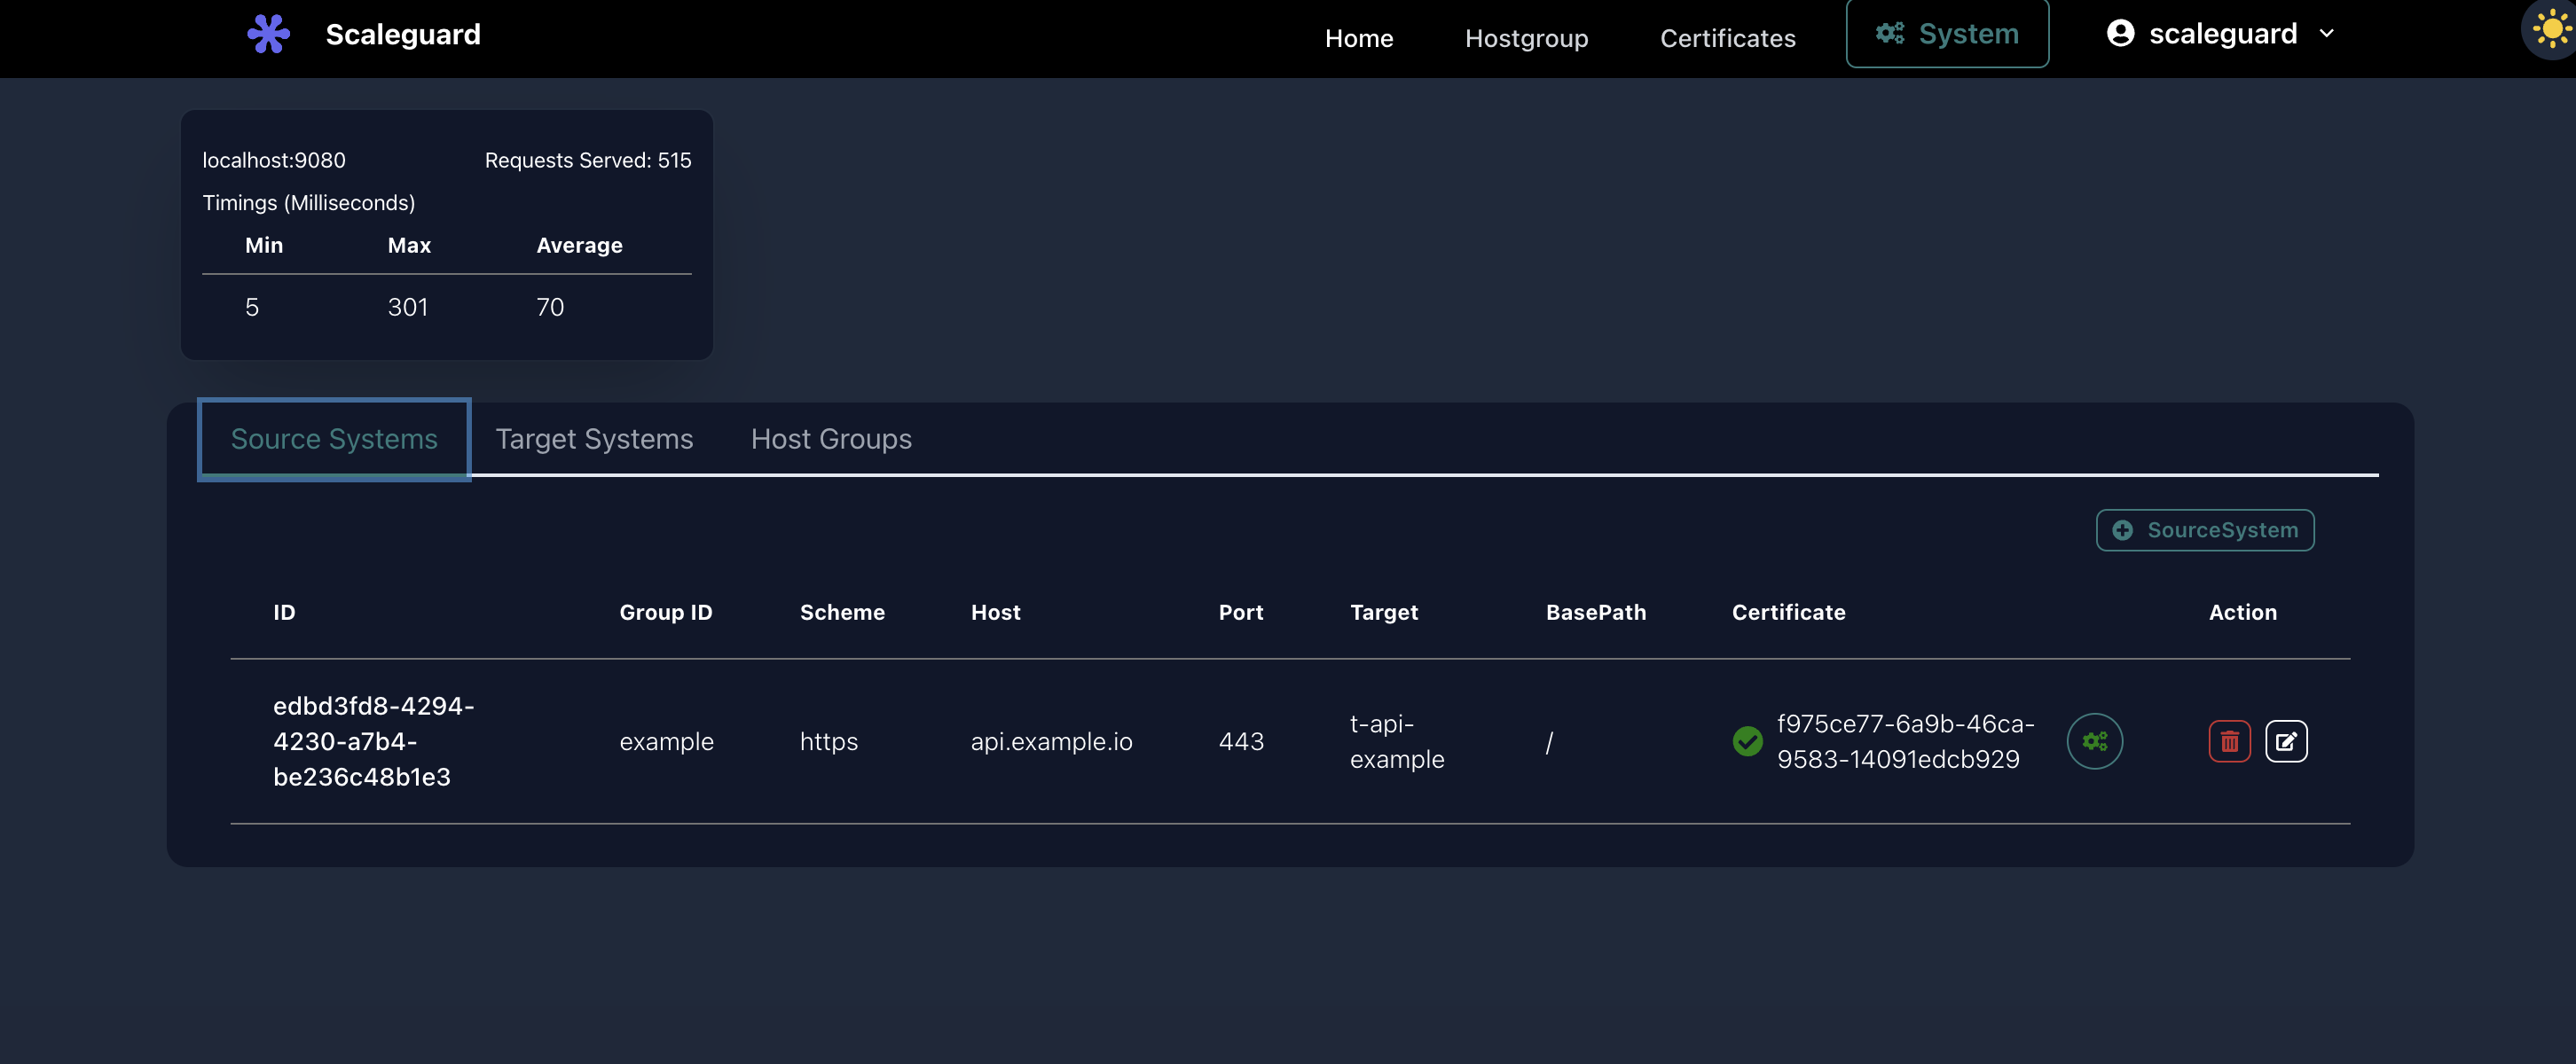 Scaleguard
Home
Hostgroup
Certificates
System
scaleguard
localhost:9080
Requests Served: 515
Timings (Milliseconds)
Min Max Average
5 301 70
Source Systems
Target Systems
Host Groups
SourceSystem
ID Group ID Scheme Host Port Target BasePath Certificate Action
edbd3fd8-4294-
4230-a7b4-
be236c48b1e3
example
https
api.example.io
443
t-api-
example
/
f975ce77-6a9b-46ca-
9583-14091edcb929